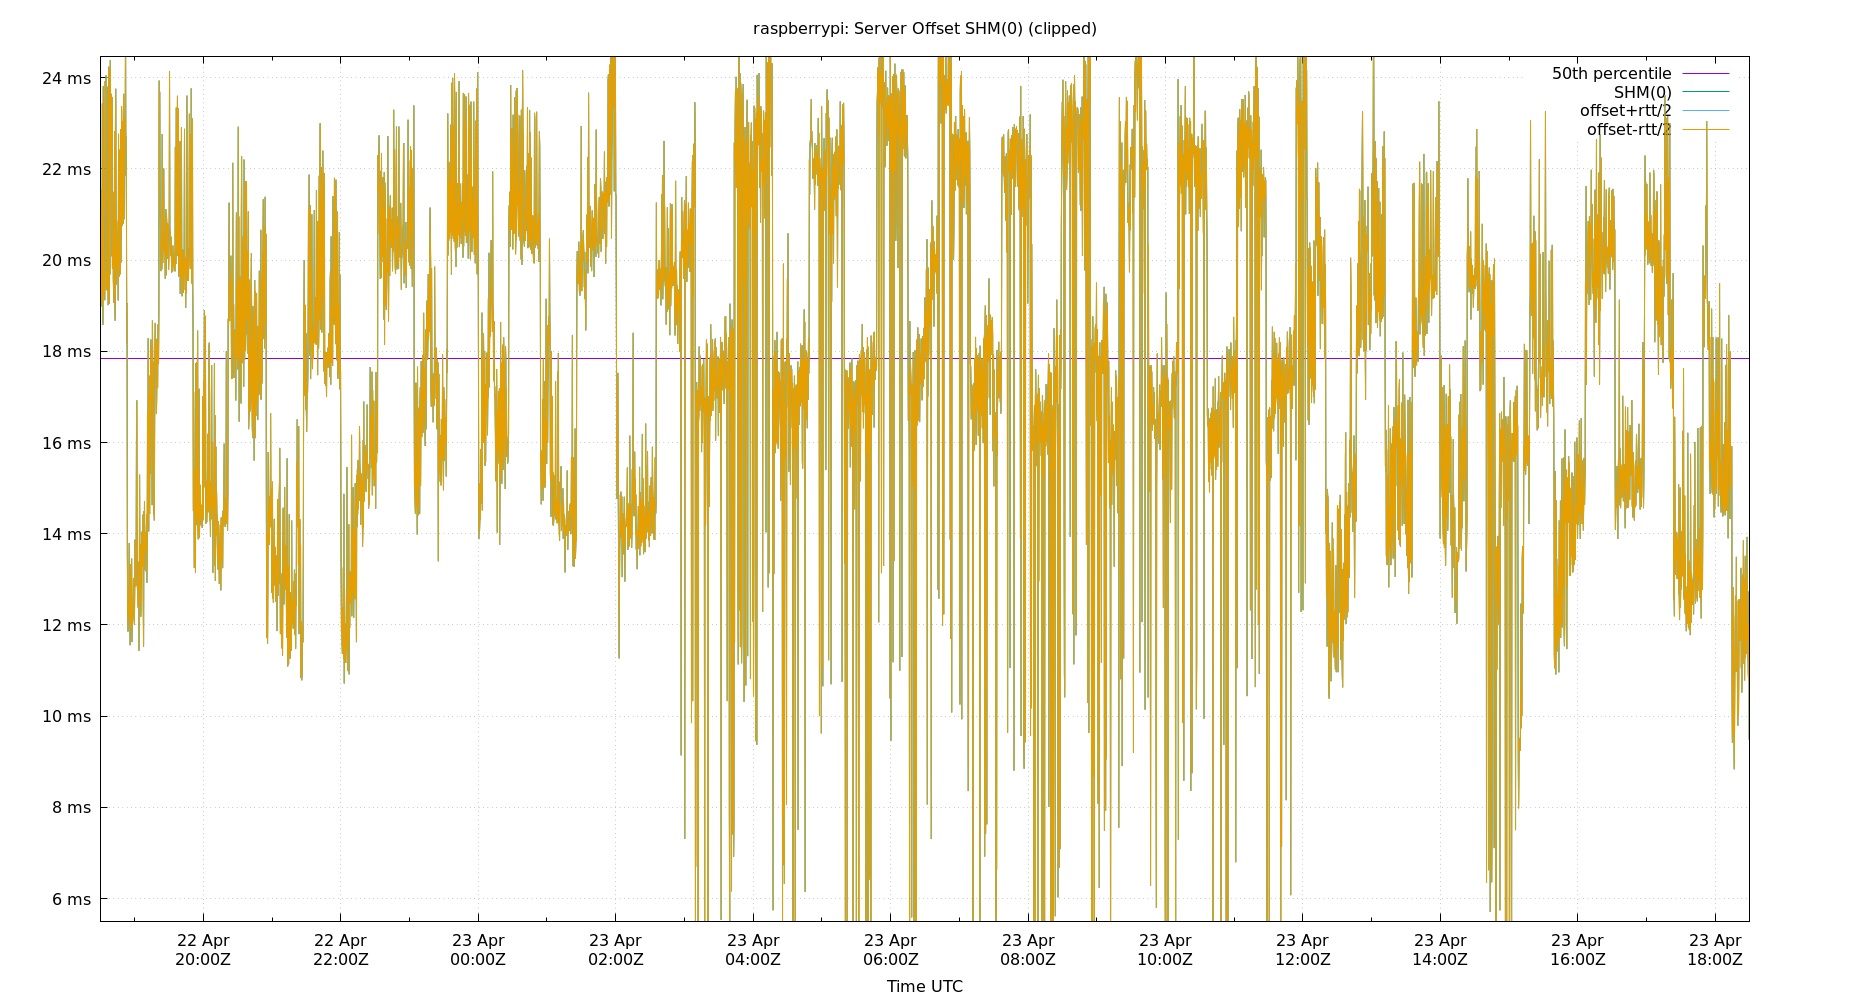 raspberrypi: Server Offset SHM(0) (clipped)
50th percentile
SHM(0)
offset+rtt/2
offset-rtt/2
24 ms
22 ms
20 ms
18 ms
16 ms
14 ms
12 ms
10 ms
8 ms
6 ms
22 Apr 22 Apr 23 Apr 23 Apr 23 Apr 23 Apr 23 Apr 23 Apr 23 Apr 23 Apr 23 Apr 23 Apr
20:00Z 22:00Z 00:00Z 02:00Z 04:00Z 06:00Z 08:00Z 10:00Z 12:00Z 14:00Z 16:00Z 18:00Z
Time UTC